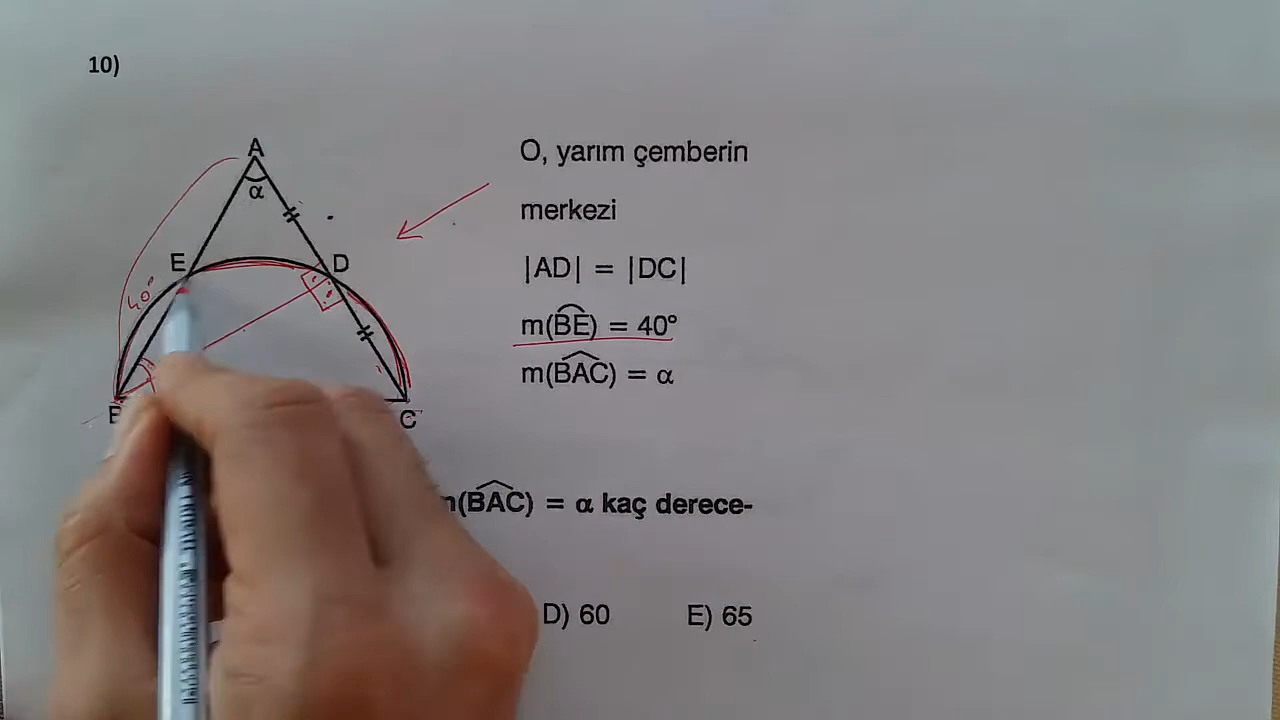 10)
A
α
E
D
40°
B
C
O, yarım çemberin
merkezi
|AD| = |DC|
m(BE) = 40°
m(BAC) = α
m(BAC) = α kaç derece-
D) 60 E) 65